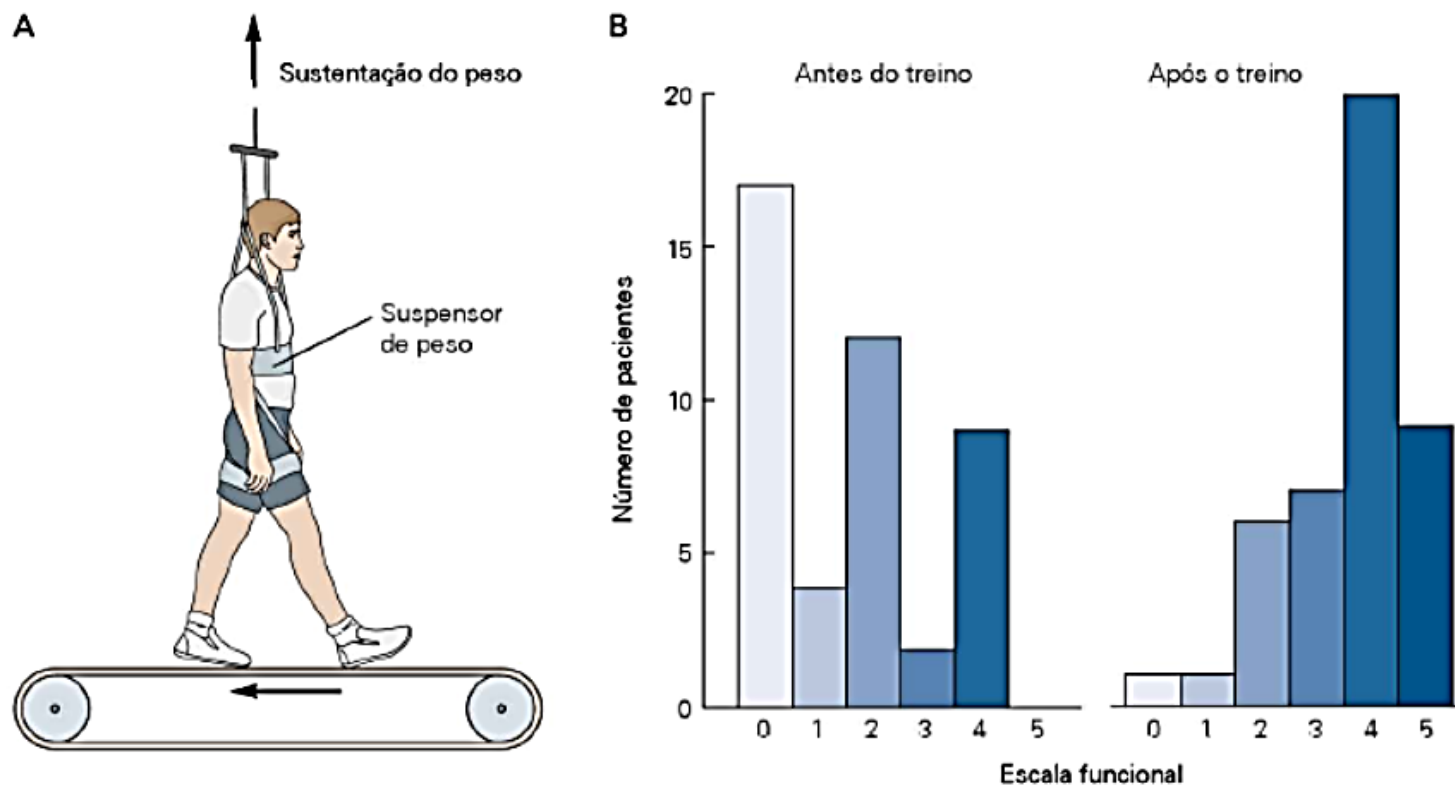 A
Sustentação do peso
Suspensor
de peso
B
Antes do treino
Após o treino
Número de pacientes
20
15
10
5
0
0 1 2 3 4 5
0 1 2 3 4 5
Escala funcional